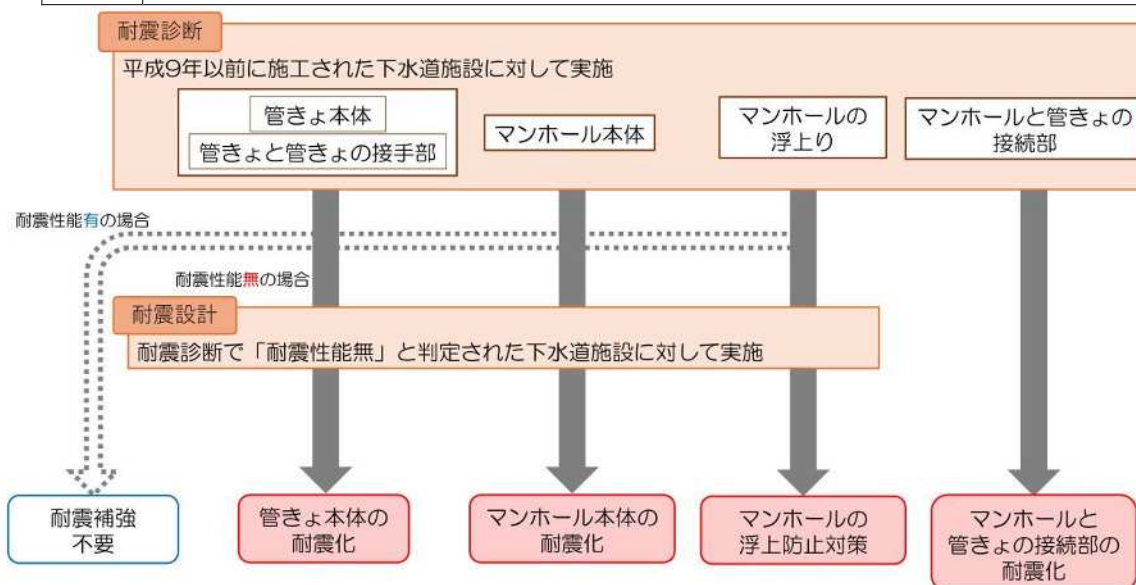 耐震診断
平成9年以前に施工された下水道施設に対して実施
管きょ本体
管きょと管きょの接手部
マンホール本体
マンホールの
浮上り
マンホールと管きょの
接続部
耐震性能有の場合
耐震性能無の場合
耐震設計
耐震診断で「耐震性能無」と判定された下水道施設に対して実施
耐震補強
不要
管きょ本体の
耐震化
マンホール本体の
耐震化
マンホールの
浮上防止対策
マンホールと
管きょの接続部の
耐震化